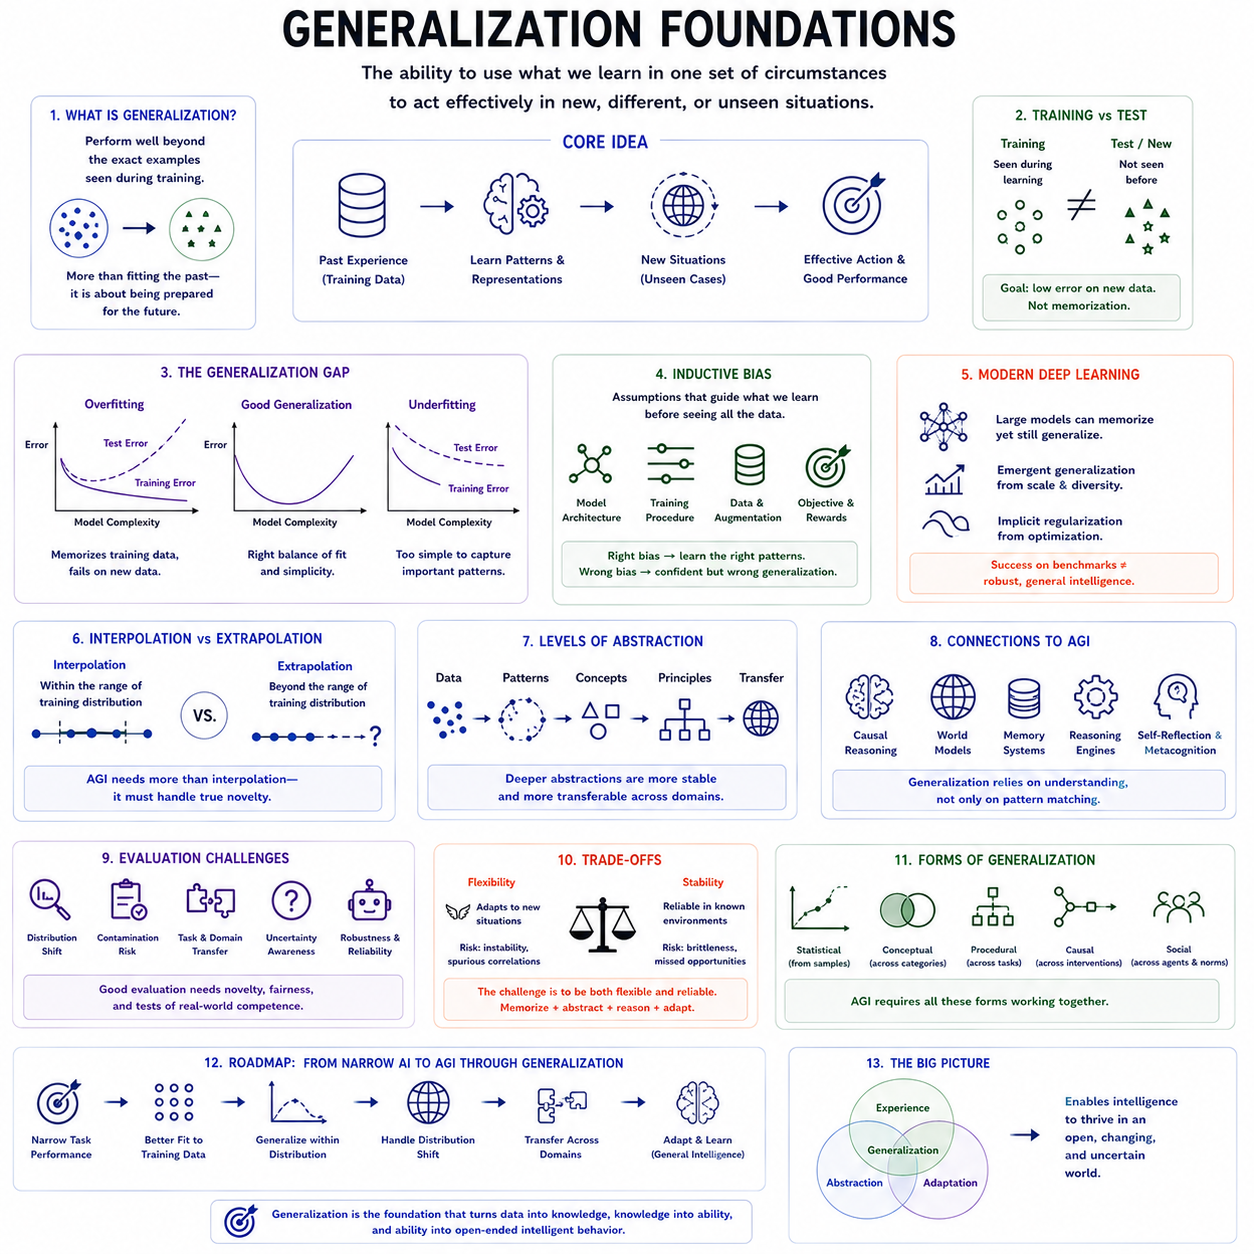 GENERALIZATION FOUNDATIONS
The ability to use what we learn in one set of circumstances
to act effectively in new, different, or unseen situations.
1. WHAT IS GENERALIZATION?
Perform well beyond
the exact examples
seen during training.
More than fitting the past—
it is about being prepared
for the future.
CORE IDEA
Past Experience
(Training Data)
Learn Patterns &
Representations
New Situations
(Unseen Cases)
Effective Action &
Good Performance
2. TRAINING vs TEST
Training
Seen during
learning
≠
Test / New
Not seen
before
Goal: low error on new data.
Not memorization.
3. THE GENERALIZATION GAP
Overfitting
Error
Test Error
Training Error
Model Complexity
Memorizes training data,
fails on new data.
Good Generalization
Error
Model Complexity
Right balance of fit
and simplicity.
Underfitting
Test Error
Training Error
Model Complexity
Too simple to capture
important patterns.
4. INDUCTIVE BIAS
Assumptions that guide what we learn
before seeing all the data.
Model
Architecture
Training
Procedure
Data &
Augmentation
Objective &
Rewards
Right bias → learn the right patterns.
Wrong bias → confident but wrong generalization.
5. MODERN DEEP LEARNING
Large models can memorize
yet still generalize.
Emergent generalization
from scale & diversity.
Implicit regularization
from optimization.
Success on benchmarks ≠
robust, general intelligence.
6. INTERPOLATION vs EXTRAPOLATION
Interpolation
Within the range of
training distribution
VS.
Extrapolation
Beyond the range of
training distribution
?
AGI needs more than interpolation—
it must handle true novelty.
7. LEVELS OF ABSTRACTION
Data
Patterns
Concepts
Principles
Transfer
Deeper abstractions are more stable
and more transferable across domains.
8. CONNECTIONS TO AGI
Causal
Reasoning
World
Models
Memory
Systems
Reasoning
Engines
Self-Reflection &
Metacognition
Generalization relies on understanding,
not only on pattern matching.
9. EVALUATION CHALLENGES
Distribution
Shift
Contamination
Risk
Task & Domain
Transfer
?
Uncertainty
Awareness
Robustness &
Reliability
Good evaluation needs novelty, fairness,
and tests of real-world competence.
10. TRADE-OFFS
Flexibility
Adapts to new
situations
Risk: instability,
spurious correlations
Stability
Reliable in known
environments
Risk: brittleness,
missed opportunities
The challenge is to be both flexible and reliable.
Memorize + abstract + reason + adapt.
11. FORMS OF GENERALIZATION
Statistical
(from samples)
Conceptual
(across categories)
Procedural
(across tasks)
Causal
(across interventions)
Social
(across agents & norms)
AGI requires all these forms working together.
12. ROADMAP: FROM NARROW AI TO AGI THROUGH GENERALIZATION
Narrow Task
Performance
Better Fit to
Training Data
Generalize within
Distribution
Handle Distribution
Shift
Transfer Across
Domains
Adapt & Learn
(General Intelligence)
13. THE BIG PICTURE
Experience
Generalization
Abstraction
Adaptation
Enables intelligence
to thrive in an
open, changing,
and uncertain
world.
Generalization is the foundation that turns data into knowledge, knowledge into ability,
and ability into open-ended intelligent behavior.